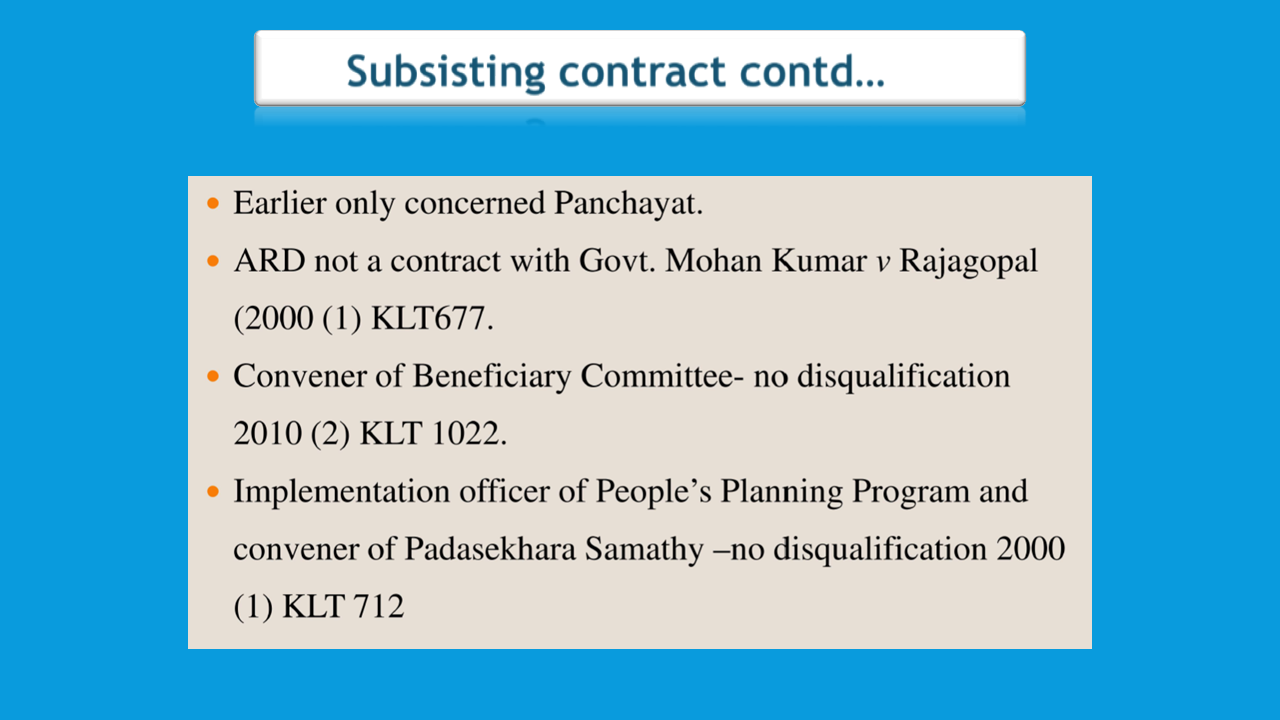 Subsisting contract contd...
• Earlier only concerned Panchayat.
• ARD not a contract with Govt. Mohan Kumar v Rajagopal
(2000 (1) KLT677.
• Convener of Beneficiary Committee- no disqualification
2010 (2) KLT 1022.
• Implementation officer of People’s Planning Program and
convener of Padasekhara Samathy –no disqualification 2000
(1) KLT 712